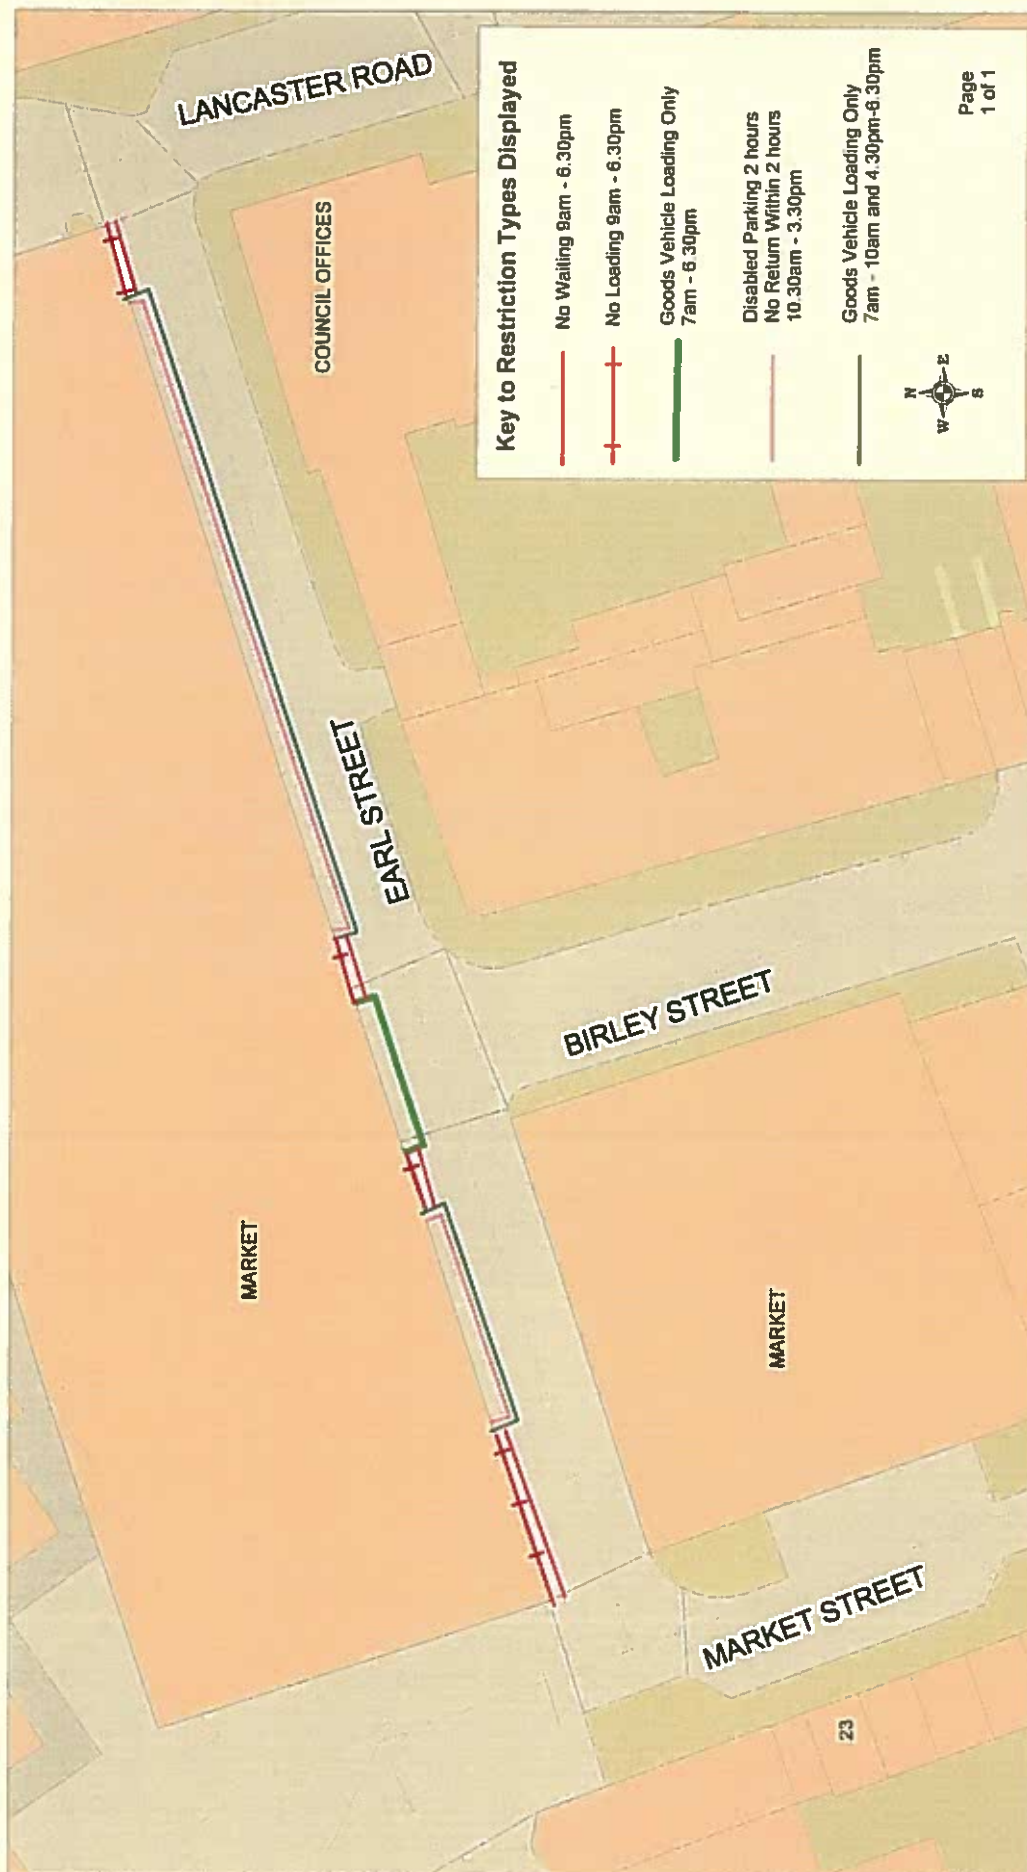 LANCASTER ROAD
COUNCIL OFFICES
EARL STREET
BIRLEY STREET
MARKET
MARKET
MARKET STREET
23
Key to Restriction Types Displayed
No Waiting 9am - 6.30pm
No Loading 9am - 6.30pm
Goods Vehicle Loading Only
7am - 6.30pm
Disabled Parking 2 hours
No Return Within 2 hours
10.30am - 3.30pm
Goods Vehicle Loading Only
7am - 10am and 4.30pm-6.30pm
N
W
E
S
Page
1 of 1